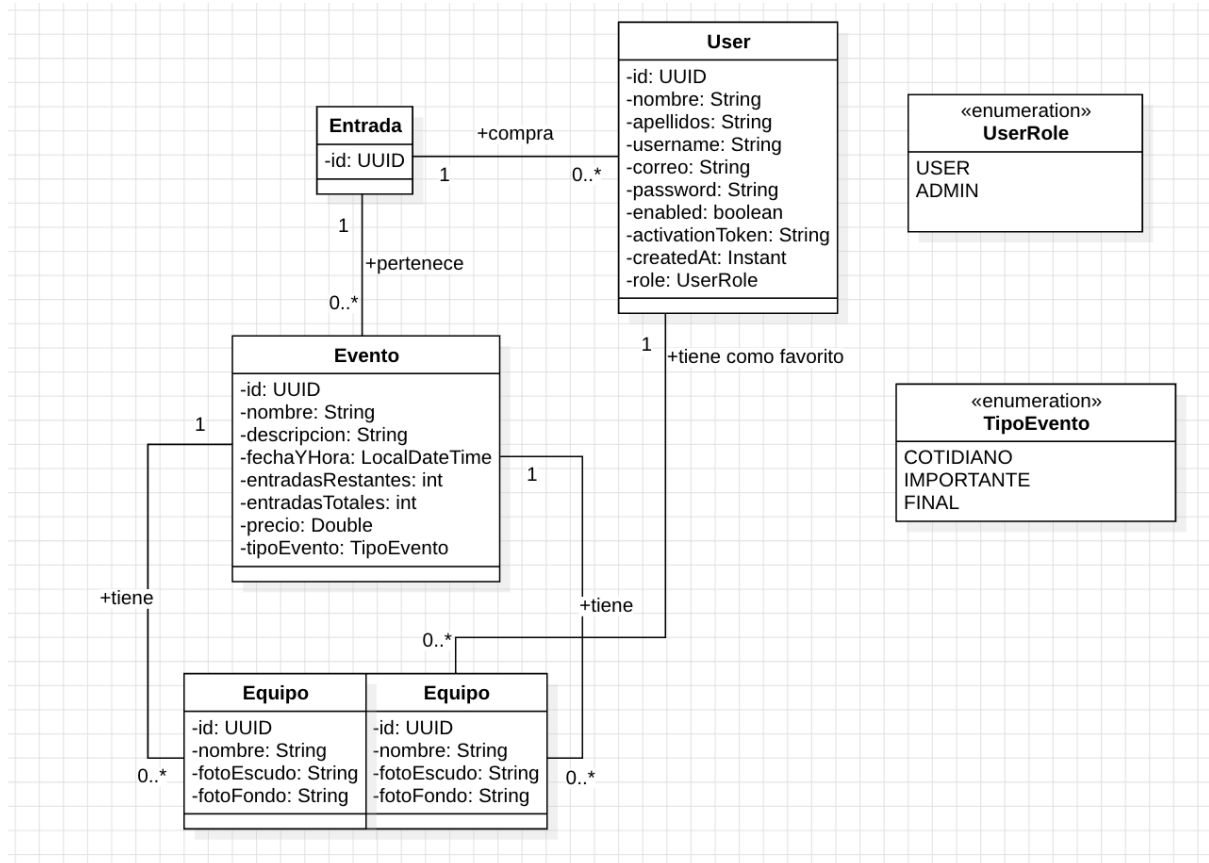 User
-id: UUID
-nombre: String
-apellidos: String
-username: String
-correo: String
-password: String
-enabled: boolean
-activationToken: String
-createdAt: Instant
-role: UserRole
«enumeration»
UserRole
USER
ADMIN
Entrada
-id: UUID
+compra
1
0..*
1
+pertenece
0..*
1
+tiene como favorito
Evento
-id: UUID
-nombre: String
-descripcion: String
-fechaYHora: LocalDateTime
-entradasRestantes: int
-entradasTotales: int
-precio: Double
-tipoEvento: TipoEvento
«enumeration»
TipoEvento
COTIDIANO
IMPORTANTE
FINAL
1
1
+tiene
+tiene
0..*
Equipo
-id: UUID
-nombre: String
-fotoEscudo: String
-fotoFondo: String
Equipo
-id: UUID
-nombre: String
-fotoEscudo: String
-fotoFondo: String
0..*
0..*